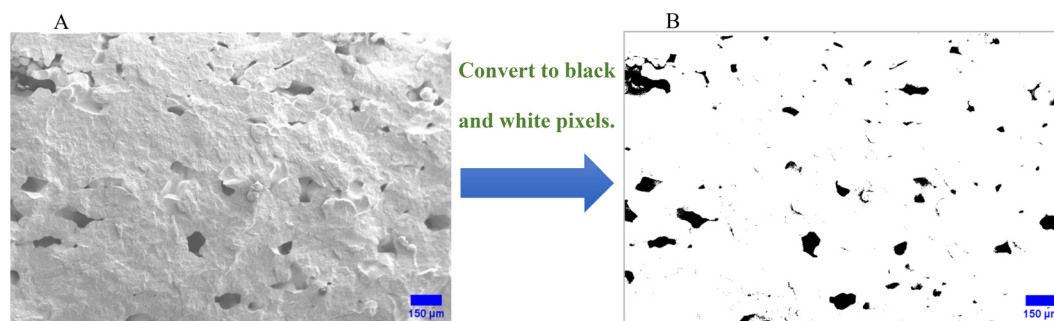 A
B
Convert to black
and white pixels.
150 µm
150 µm